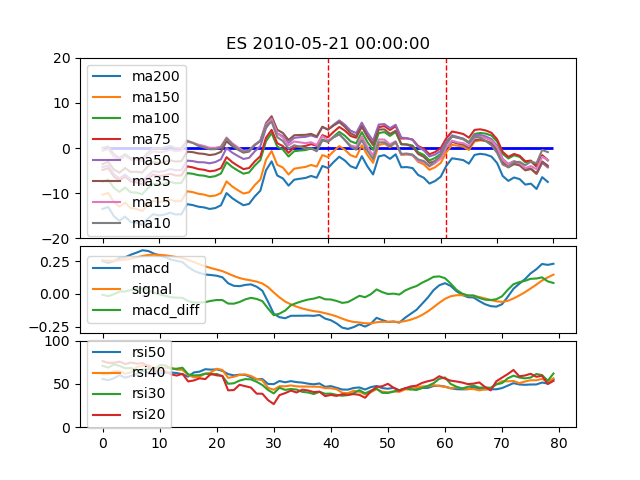 ES 2010-05-21 00:00:00
20
10
0
−10
−20
ma200
ma150
ma100
ma75
ma50
ma35
ma15
ma10
0.25
0.00
−0.25
macd
signal
macd_diff
100
50
0
rsi50
rsi40
rsi30
rsi20
0 10 20 30 40 50 60 70 80